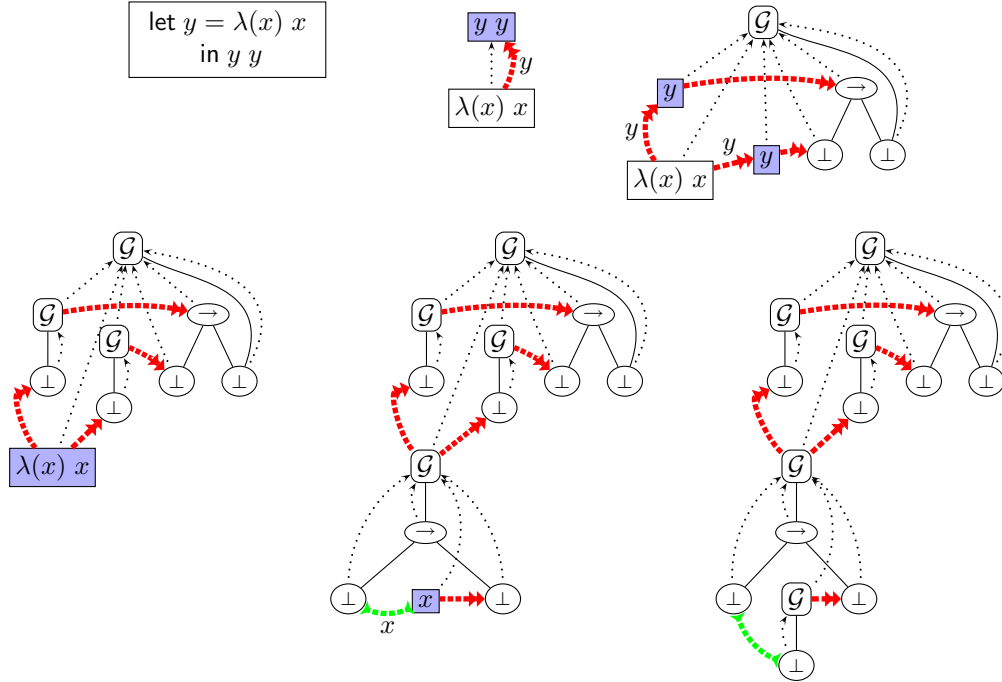 let y = λ(x) x
in y y
y y
y
λ(x) x
𝒢
y
→
y
y
y
⊥
⊥
λ(x) x
𝒢
𝒢
→
𝒢
⊥
⊥
⊥
⊥
λ(x) x
𝒢
𝒢
→
𝒢
⊥
⊥
⊥
⊥
𝒢
→
⊥
x
⊥
x
𝒢
𝒢
→
𝒢
⊥
⊥
⊥
⊥
𝒢
→
⊥
𝒢
⊥
⊥